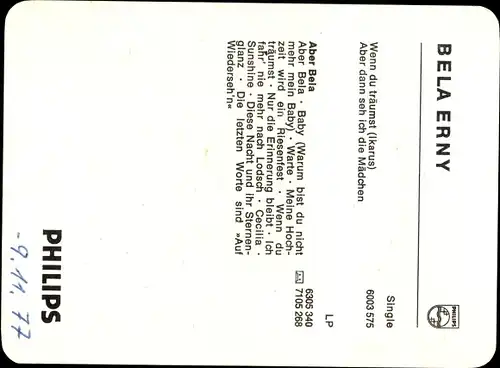 BELA ERNY
PHILIPS
Single
Wenn du träumst (Ikarus)
Aber dann seh ich die Mädchen
6003 575
LP
Aber Bela
6305 340
7105 268
Aber Bela · Baby (Warum bist du nicht
mehr mein Baby) · Warte · Meine Hoch-
zeit wird ein Riesenfest · Wenn du
träumst · Nur die Erinnerung bleibt · Ich
fahr' nie mehr nach Lodsch · Cecilia ·
Sunshine · Diese Nacht und ihr Sternen-
glanz · Die letzten Worte sind »Auf
Wiederseh'n«
PHILIPS
- 9. 11. 77